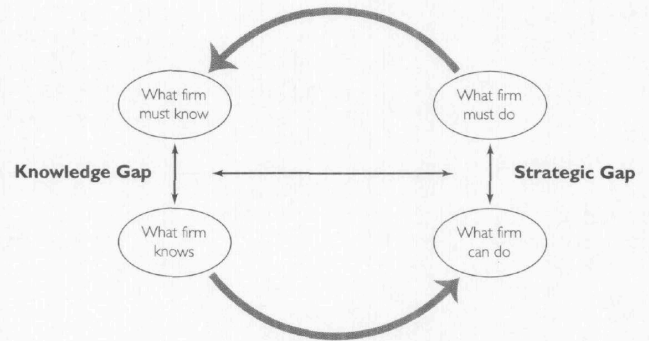 What firm
must know
What firm
must do
Knowledge Gap
Strategic Gap
What firm
knows
What firm
can do